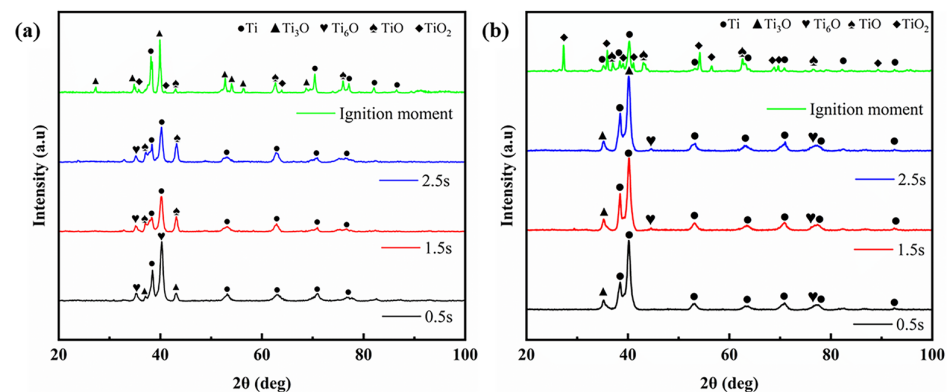 (a)
Ti Ti₃O Ti₆O TiO TiO₂
Intensity (a.u)
Ignition moment
2.5s
1.5s
0.5s
20 40 60 80 100
2θ (deg)
(b)
Ti Ti₃O Ti₆O TiO TiO₂
Intensity (a.u)
Ignition moment
2.5s
1.5s
0.5s
20 40 60 80 100
2θ (deg)